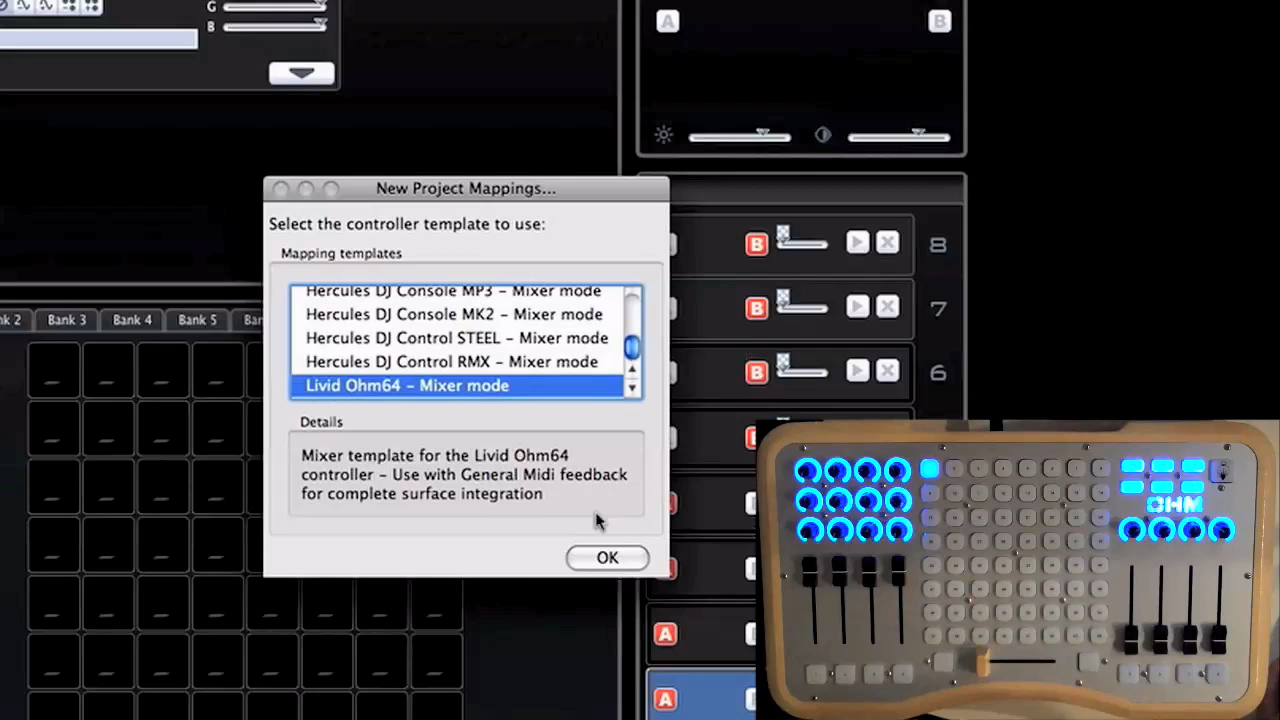 G
B
A
B
New Project Mappings...
Select the controller template to use:
Mapping templates
Hercules DJ Console MP3 – Mixer mode
Hercules DJ Console MK2 – Mixer mode
Hercules DJ Control STEEL – Mixer mode
Hercules DJ Control RMX – Mixer mode
Livid Ohm64 – Mixer mode
Details
Mixer template for the Livid Ohm64
controller – Use with General Midi feedback
for complete surface integration
OK
Bank 3
Bank 4
Bank 5
B
8
B
7
B
6
A
A
OHM